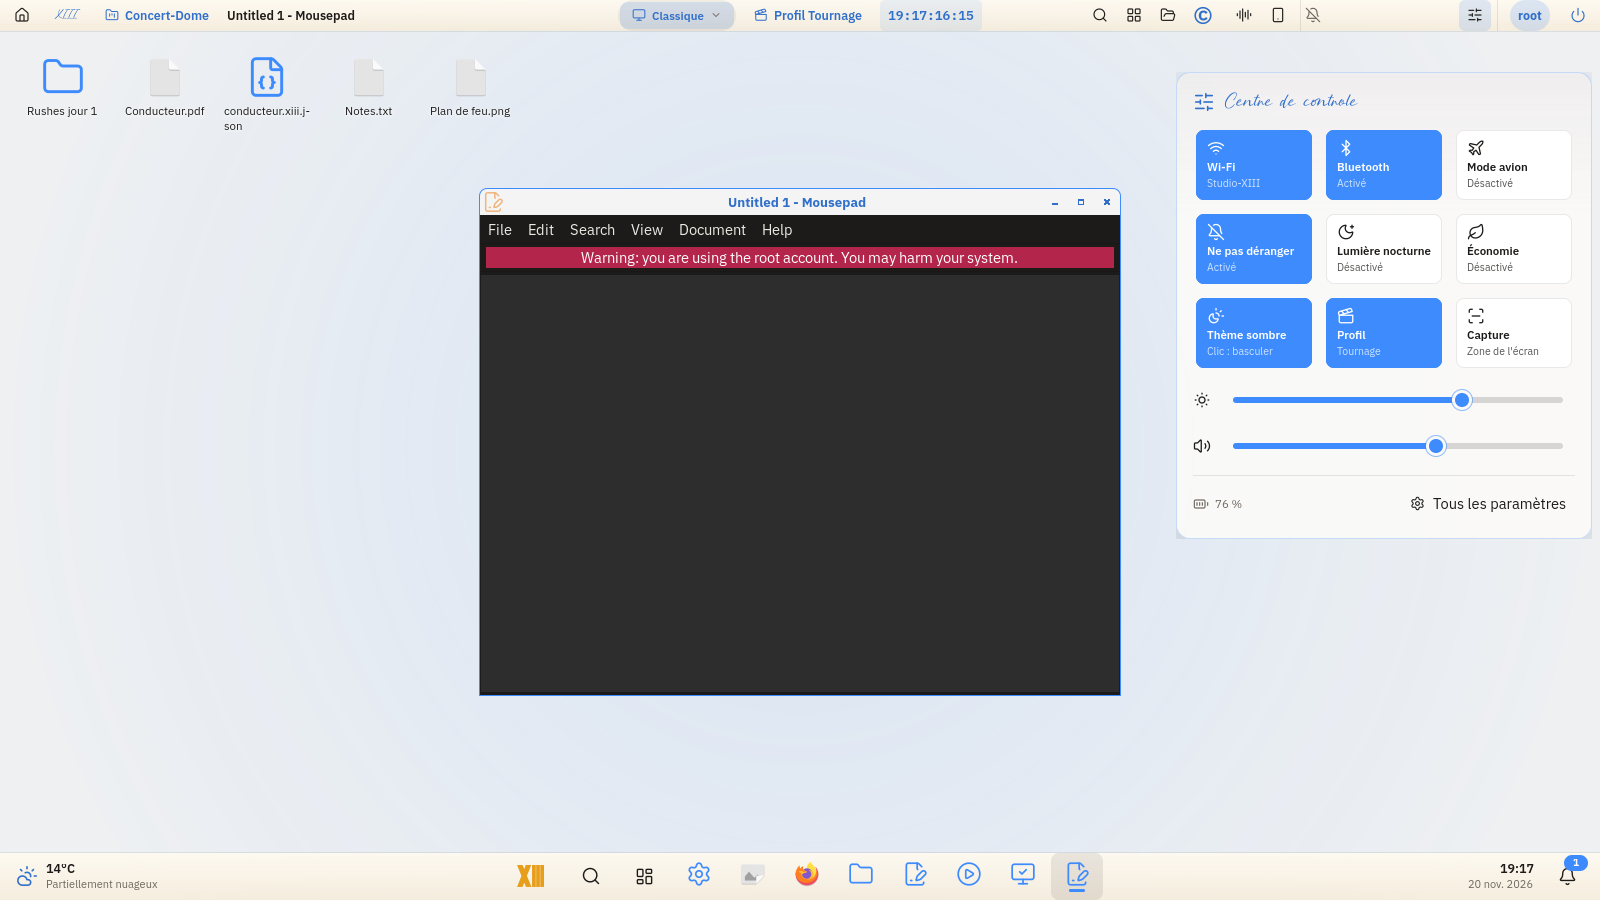 XIII
Concert-Dome
Untitled 1 - Mousepad
Classique
Profil Tournage
19:17:16:15
root
Rushes jour 1
Conducteur.pdf
conducteur.xiii.j-
son
Notes.txt
Plan de feu.png
Untitled 1 - Mousepad
File Edit Search View Document Help
Warning: you are using the root account. You may harm your system.
Centre de contrôle
Wi-Fi
Studio-XIII
Bluetooth
Activé
Mode avion
Désactivé
Ne pas déranger
Activé
Lumière nocturne
Désactivé
Économie
Désactivé
Thème sombre
Clic : basculer
Profil
Tournage
Capture
Zone de l'écran
76 %
Tous les paramètres
14°C
Partiellement nuageux
XIII
19:17
20 nov. 2026
1